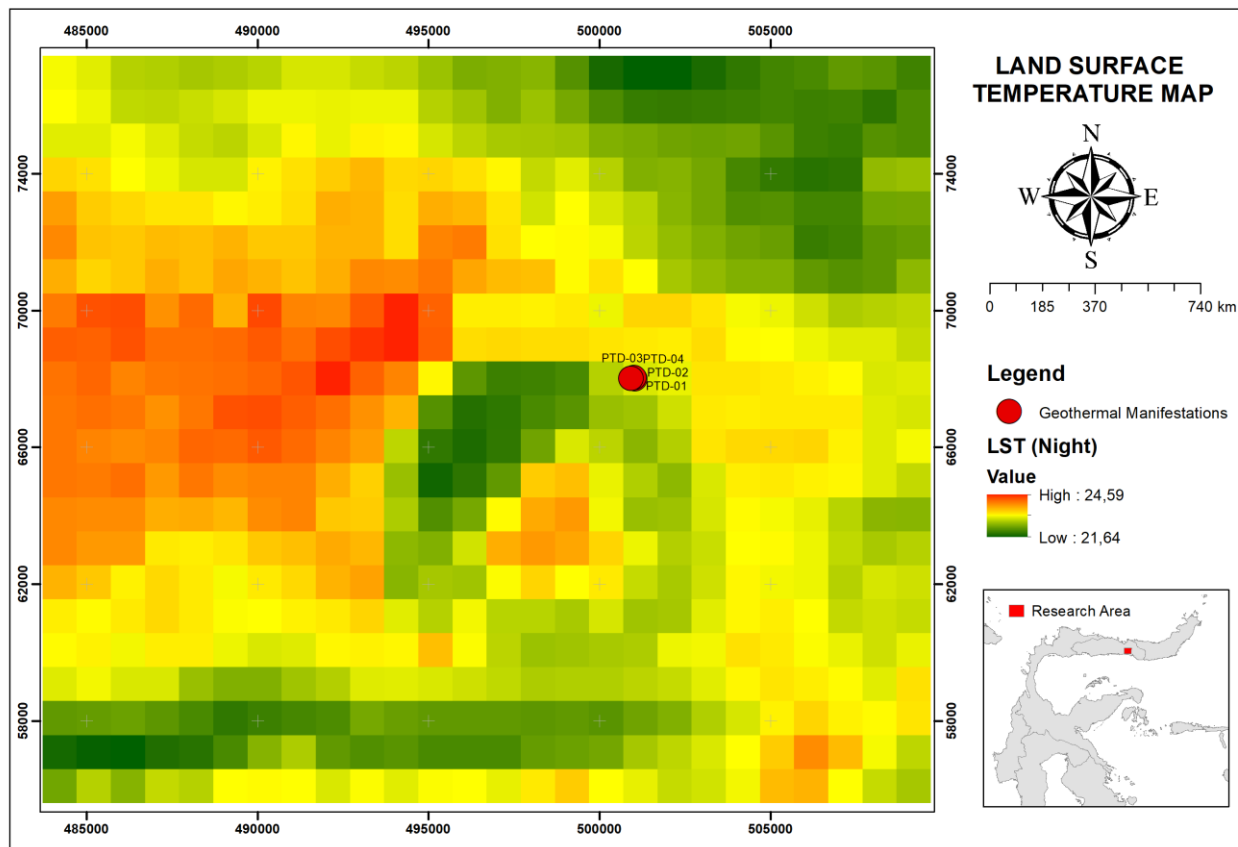 485000 490000 495000 500000 505000
LAND SURFACE
TEMPERATURE MAP
N
W E
S
0 185 370 740 km
Legend
Geothermal Manifestations
LST (Night)
Value
High : 24,59
Low : 21,64
Research Area
74000 74000
70000 70000
PTD-03 PTD-04
PTD-02
PTD-01
66000 66000
62000 62000
58000 58000
485000 490000 495000 500000 505000